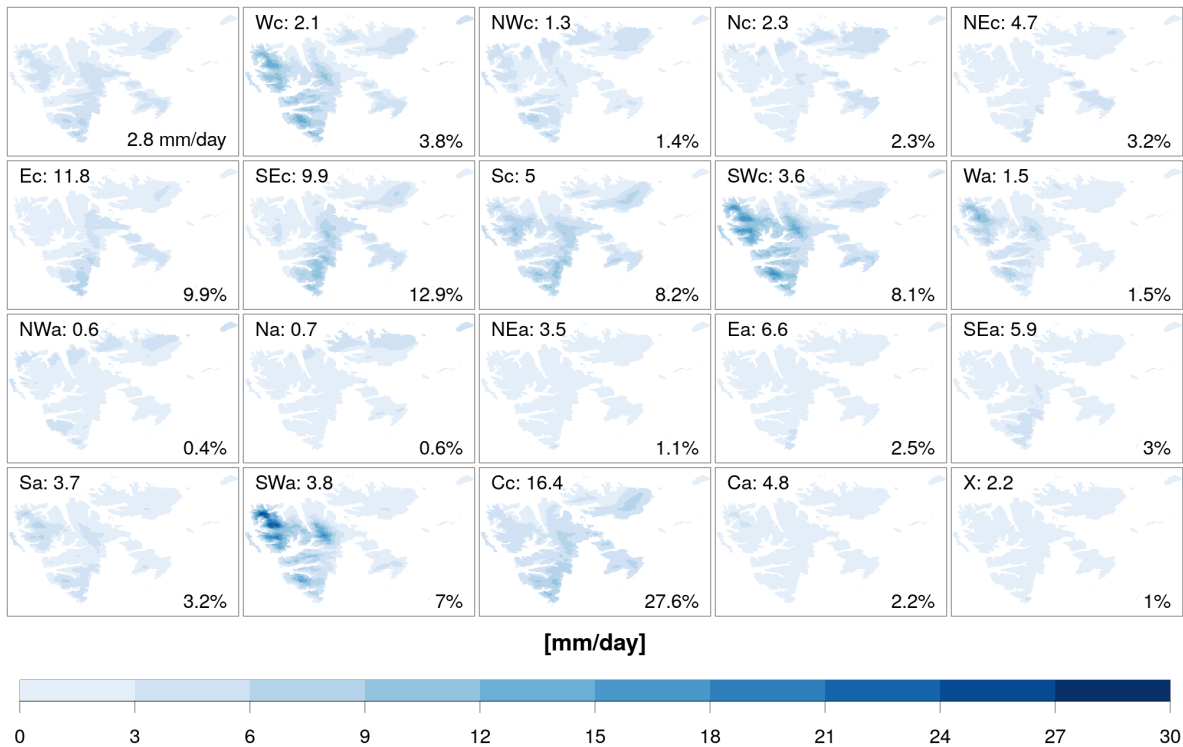 2.8 mm/day
Wc: 2.1
3.8%
NWc: 1.3
1.4%
Nc: 2.3
2.3%
NEc: 4.7
3.2%
Ec: 11.8
9.9%
SEc: 9.9
12.9%
Sc: 5
8.2%
SWc: 3.6
8.1%
Wa: 1.5
1.5%
NWa: 0.6
0.4%
Na: 0.7
0.6%
NEa: 3.5
1.1%
Ea: 6.6
2.5%
SEa: 5.9
3%
Sa: 3.7
3.2%
SWa: 3.8
7%
Cc: 16.4
27.6%
Ca: 4.8
2.2%
X: 2.2
1%
[mm/day]
0 3 6 9 12 15 18 21 24 27 30